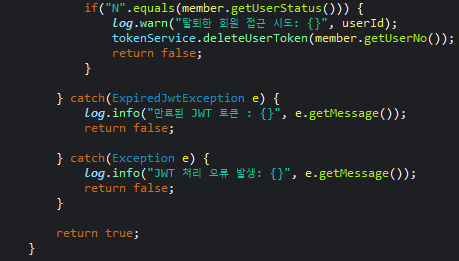 if("N".equals(member.getUserStatus())) {
log.warn("탈퇴한 회원 접근 시도: {}", userId);
tokenService.deleteUserToken(member.getUserNo());
return false;
}
} catch(ExpiredJwtException e) {
log.info("만료된 JWT 토큰 : {}", e.getMessage());
return false;
} catch(Exception e) {
log.info("JWT 처리 오류 발생: {}", e.getMessage());
return false;
}
return true;
}